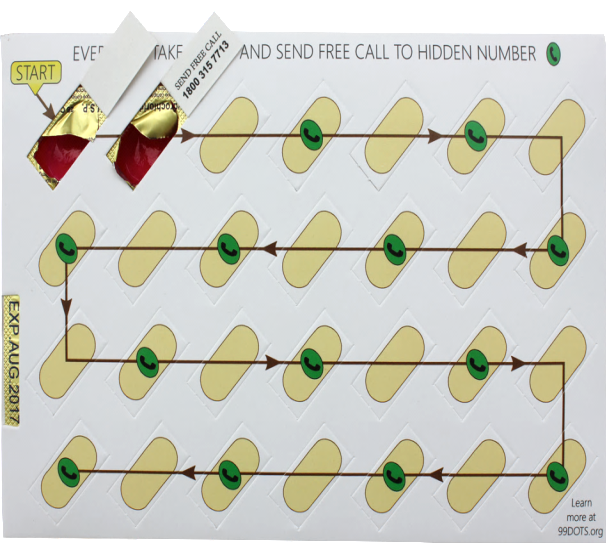 EVER TAKE AND SEND FREE CALL TO HIDDEN NUMBER
START
SEND FREE CALL
1800 315 7713
EXP AUG.2017
Learn
more at
99DOTS.org